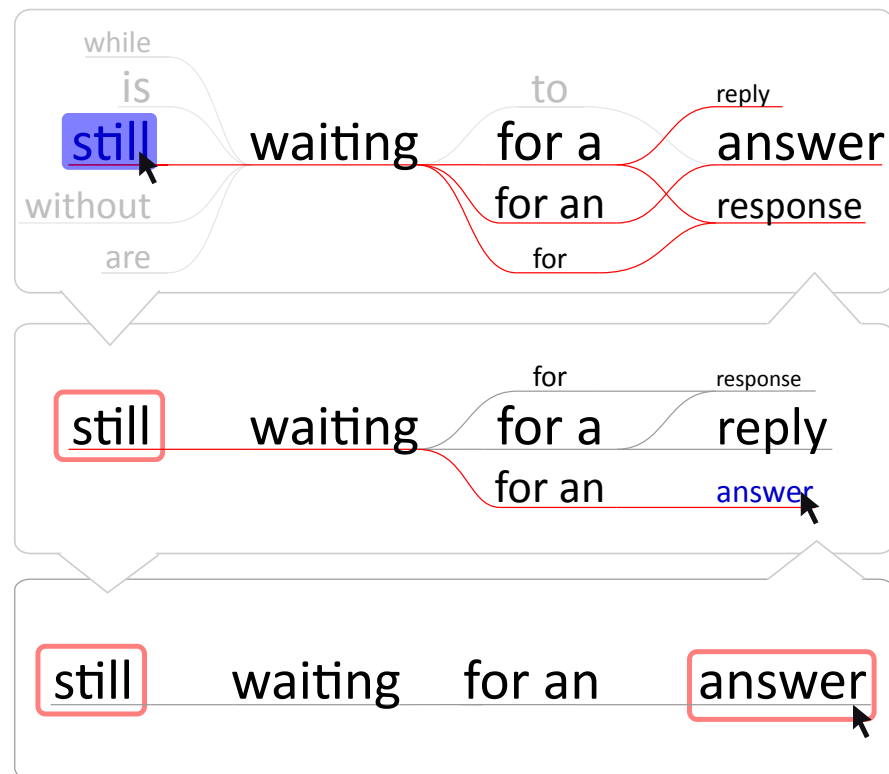 while
is to reply
still waiting for a answer
without for an response
are for
for response
still waiting for a reply
for an answer
still waiting for an answer